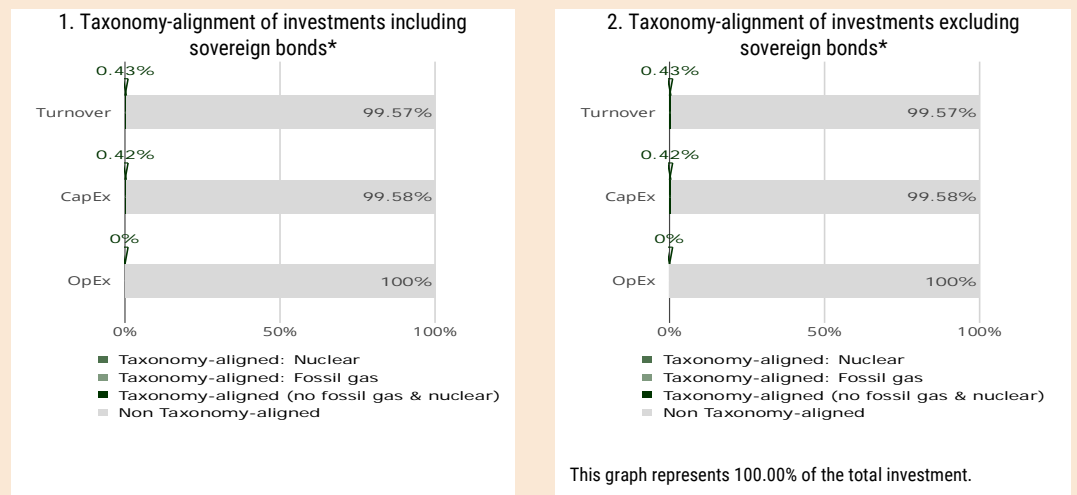 1. Taxonomy-alignment of investments including
sovereign bonds*
0.43%
Turnover 99.57%
0.42%
CapEx 99.58%
0%
OpEx 100%
0% 50% 100%
Taxonomy-aligned: Nuclear
Taxonomy-aligned: Fossil gas
Taxonomy-aligned (no fossil gas & nuclear)
Non Taxonomy-aligned
2. Taxonomy-alignment of investments excluding
sovereign bonds*
0.43%
Turnover 99.57%
0.42%
CapEx 99.58%
0%
OpEx 100%
0% 50% 100%
Taxonomy-aligned: Nuclear
Taxonomy-aligned: Fossil gas
Taxonomy-aligned (no fossil gas & nuclear)
Non Taxonomy-aligned
This graph represents 100.00% of the total investment.